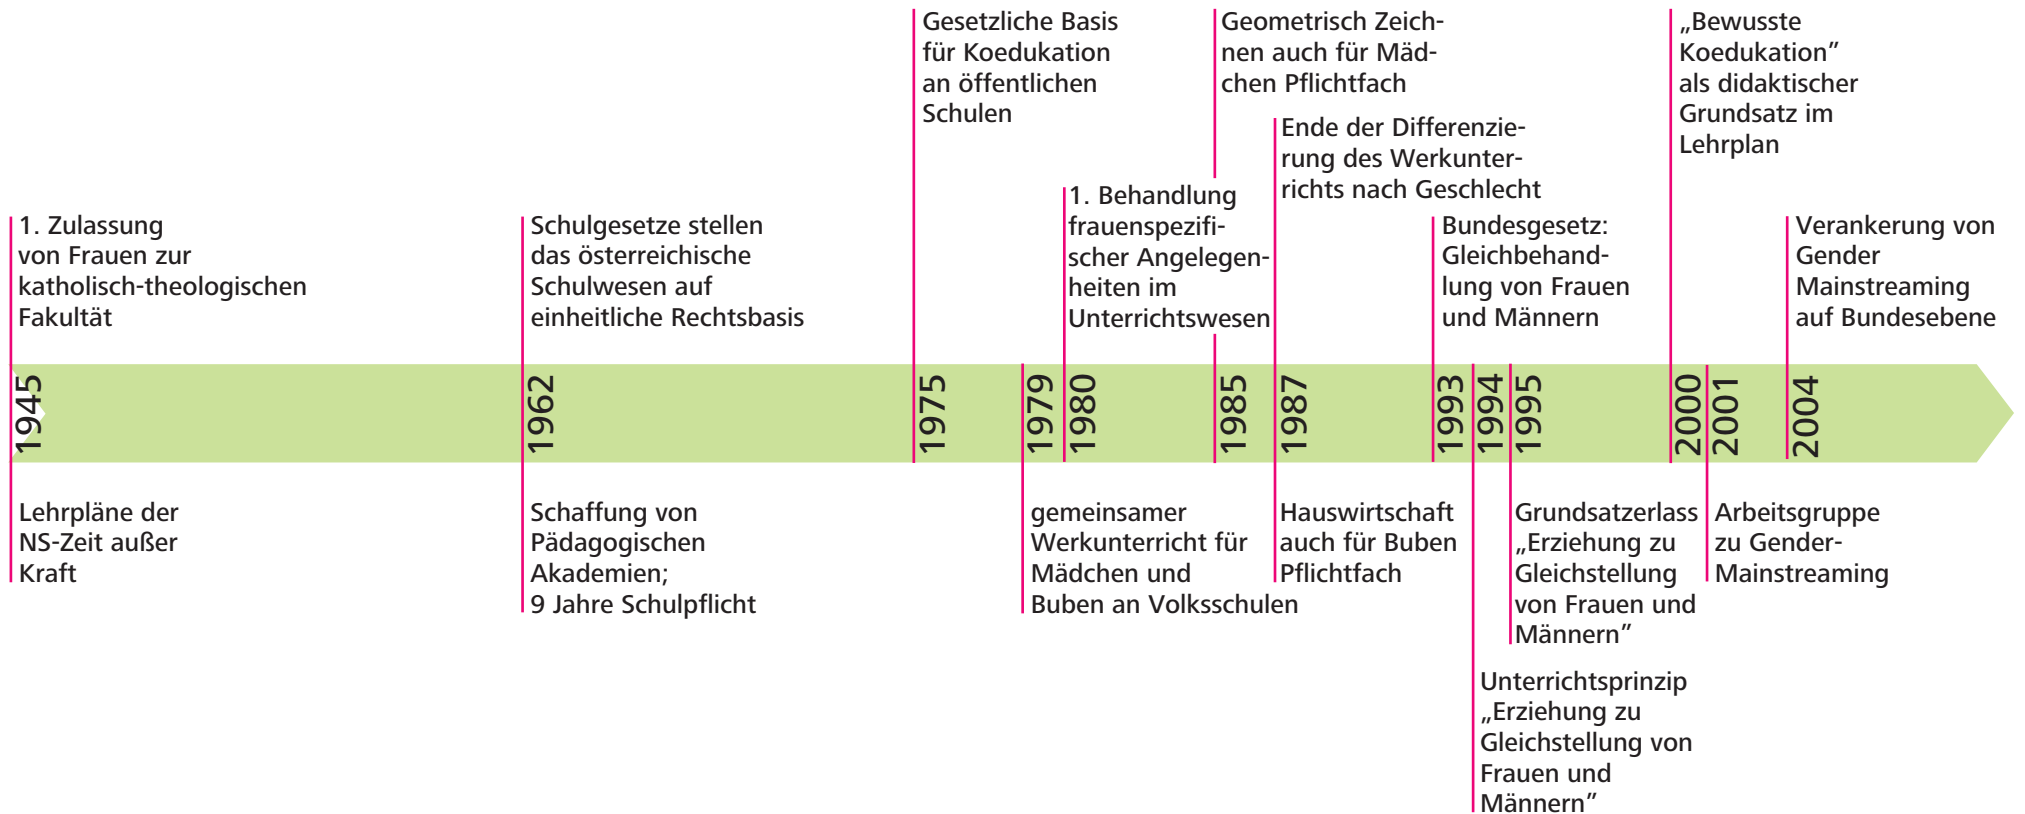 1. Zulassung
von Frauen zur
katholisch-theologischen
Fakultät
Schulgesetze stellen
das österreichische
Schulwesen auf
einheitliche Rechtsbasis
Gesetzliche Basis
für Koedukation
an öffentlichen
Schulen
1. Behandlung
frauenspezifi-
scher Angelegen-
heiten im
Unterrichtswesen
Geometrisch Zeich-
nen auch für Mäd-
chen Pflichtfach
Ende der Differenzie-
rung des Werkunter-
richts nach Geschlecht
Bundesgesetz:
Gleichbehand-
lung von Frauen
und Männern
„Bewusste
Koedukation”
als didaktischer
Grundsatz im
Lehrplan
Verankerung von
Gender
Mainstreaming
auf Bundesebene
1945
1962
1975
1979
1980
1985
1987
1993
1994
1995
2000
2001
2004
Lehrpläne der
NS-Zeit außer
Kraft
Schaffung von
Pädagogischen
Akademien;
9 Jahre Schulpflicht
gemeinsamer
Werkunterricht für
Mädchen und
Buben an Volksschulen
Hauswirtschaft
auch für Buben
Pflichtfach
Unterrichtsprinzip
„Erziehung zu
Gleichstellung von
Frauen und
Männern”
Grundsatzerlass
„Erziehung zu
Gleichstellung
von Frauen und
Männern”
Arbeitsgruppe
zu Gender-
Mainstreaming